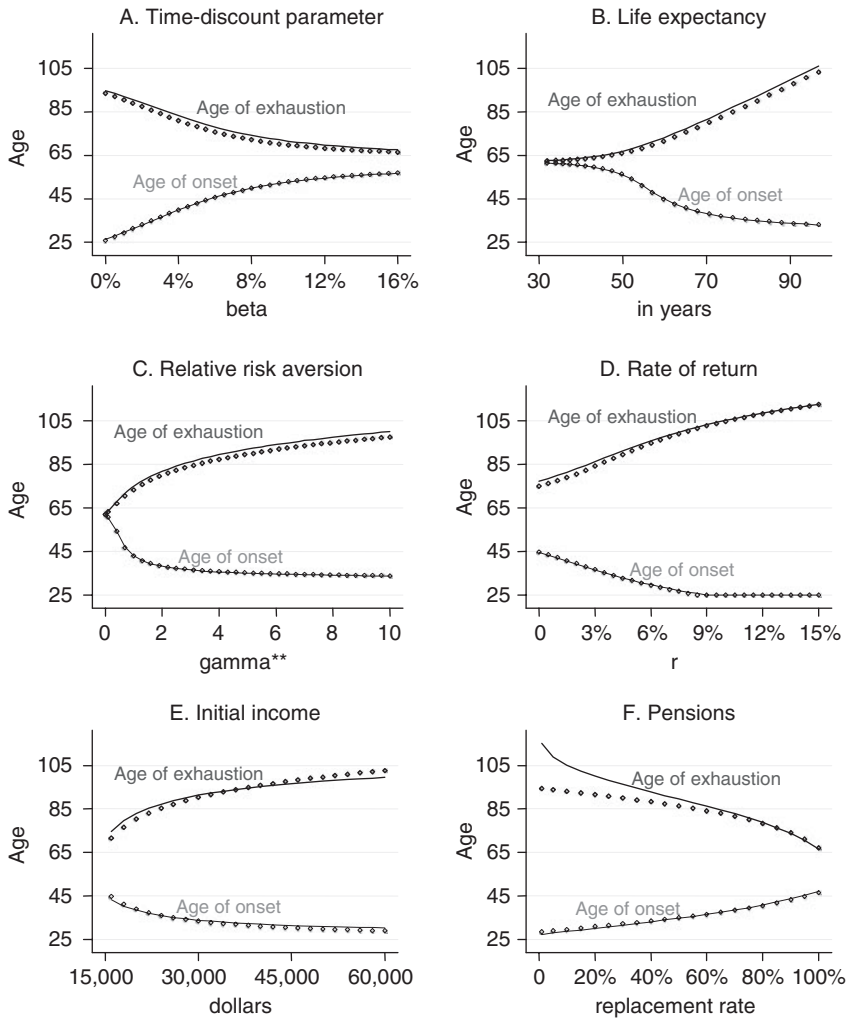 A. Time-discount parameter
Age
105
85
65
45
25
Age of exhaustion
Age of onset
0% 4% 8% 12% 16%
beta
B. Life expectancy
Age
105
85
65
45
25
Age of exhaustion
Age of onset
30 50 70 90
in years
C. Relative risk aversion
Age
105
85
65
45
25
Age of exhaustion
Age of onset
0 2 4 6 8 10
gamma**
D. Rate of return
Age
105
85
65
45
25
Age of exhaustion
Age of onset
0 3% 6% 9% 12% 15%
r
E. Initial income
Age
105
85
65
45
25
Age of exhaustion
Age of onset
15,000 30,000 45,000 60,000
dollars
F. Pensions
Age
105
85
65
45
25
Age of exhaustion
Age of onset
0 20% 40% 60% 80% 100%
replacement rate